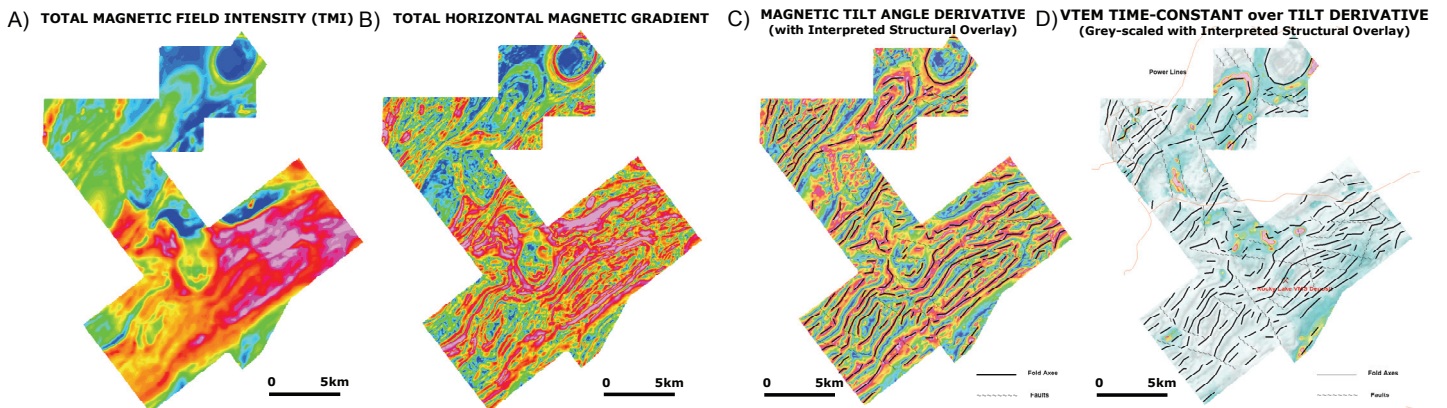 A) TOTAL MAGNETIC FIELD INTENSITY (TMI)
B) TOTAL HORIZONTAL MAGNETIC GRADIENT
C) MAGNETIC TILT ANGLE DERIVATIVE
(with Interpreted Structural Overlay)
D) VTEM TIME-CONSTANT over TILT DERIVATIVE
(Grey-scaled with Interpreted Structural Overlay)
Power Lines
0 5km
0 5km
0 5km
Fold Axes
Faults
Lake
0 5km
Fold Axes
Faults